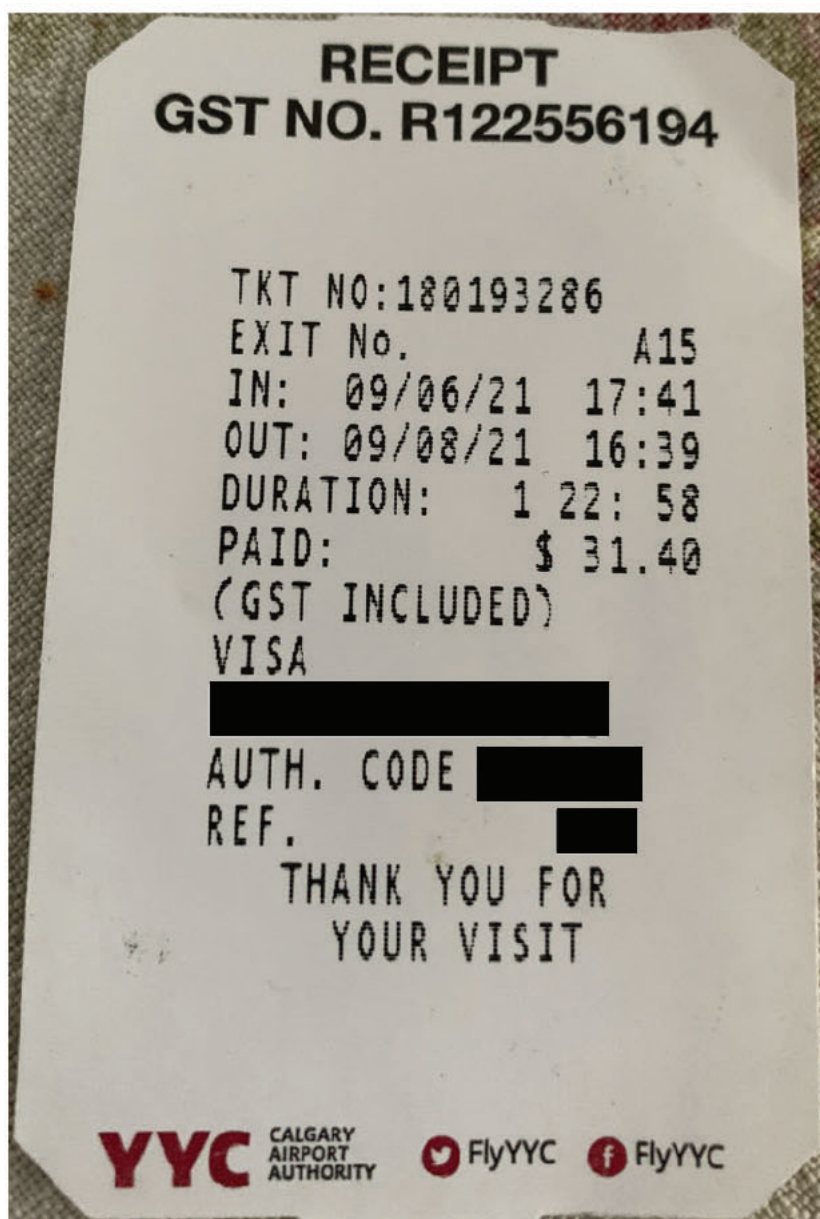 RECEIPT
GST NO. R122556194
TKT NO:180193286
EXIT No. A15
IN: 09/06/21 17:41
OUT: 09/08/21 16:39
DURATION: 1 22: 58
PAID: $ 31.40
(GST INCLUDED)
VISA
AUTH. CODE
REF.
THANK YOU FOR
YOUR VISIT
YYC CALGARY
AIRPORT
AUTHORITY
FlyYYC FlyYYC